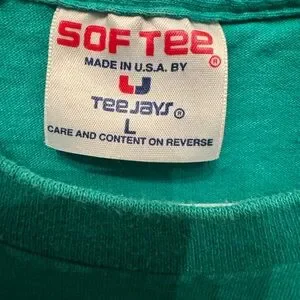 SOF TEE ®
MADE IN U.S.A. BY
TEE JAYS ®
L
CARE AND CONTENT ON REVERSE